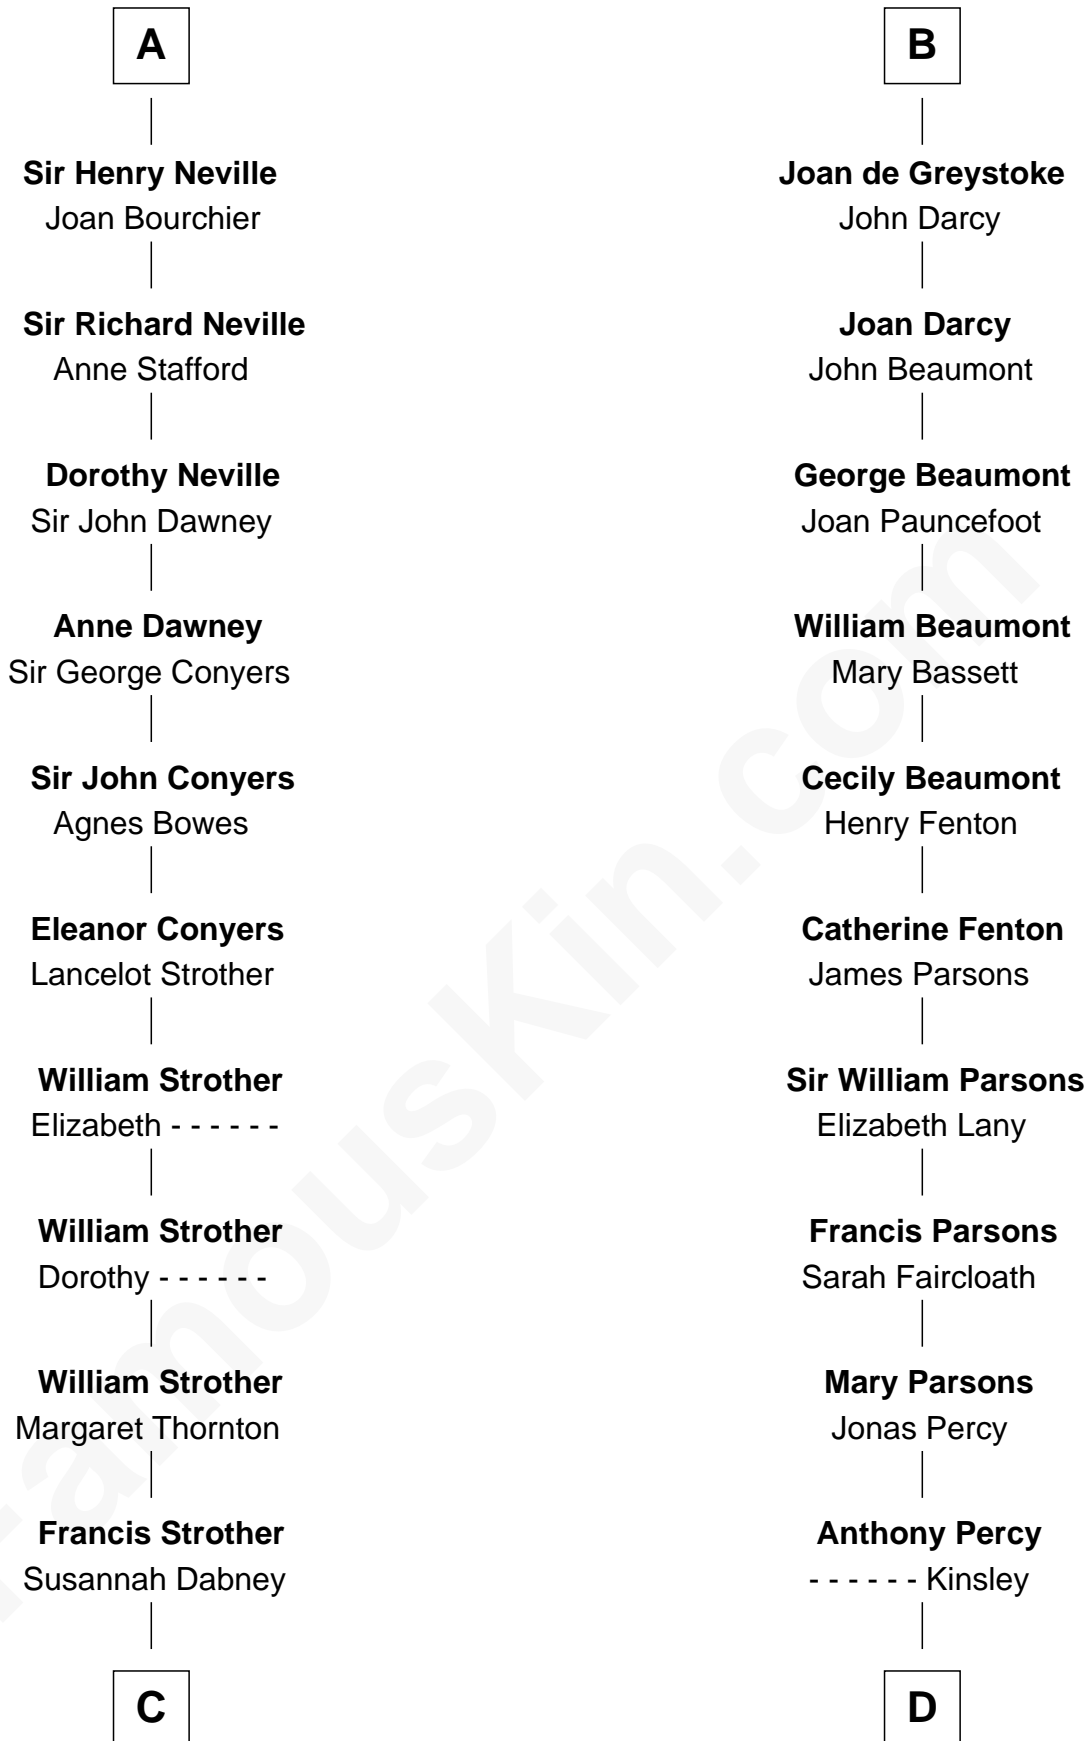 A
Sir Henry Neville
Joan Bourchier
Sir Richard Neville
Anne Stafford
Dorothy Neville
Sir John Dawney
Anne Dawney
Sir George Conyers
Sir John Conyers
Agnes Bowes
Eleanor Conyers
Lancelot Strother
William Strother
Elizabeth - - - - - -
William Strother
Dorothy - - - - - -
William Strother
Margaret Thornton
Francis Strother
Susannah Dabney
C
B
Joan de Greystoke
John Darcy
Joan Darcy
John Beaumont
George Beaumont
Joan Pauncefoot
William Beaumont
Mary Bassett
Cecily Beaumont
Henry Fenton
Catherine Fenton
James Parsons
Sir William Parsons
Elizabeth Lany
Francis Parsons
Sarah Faircloath
Mary Parsons
Jonas Percy
Anthony Percy
- - - - - - Kinsley
D
FamousKin.com